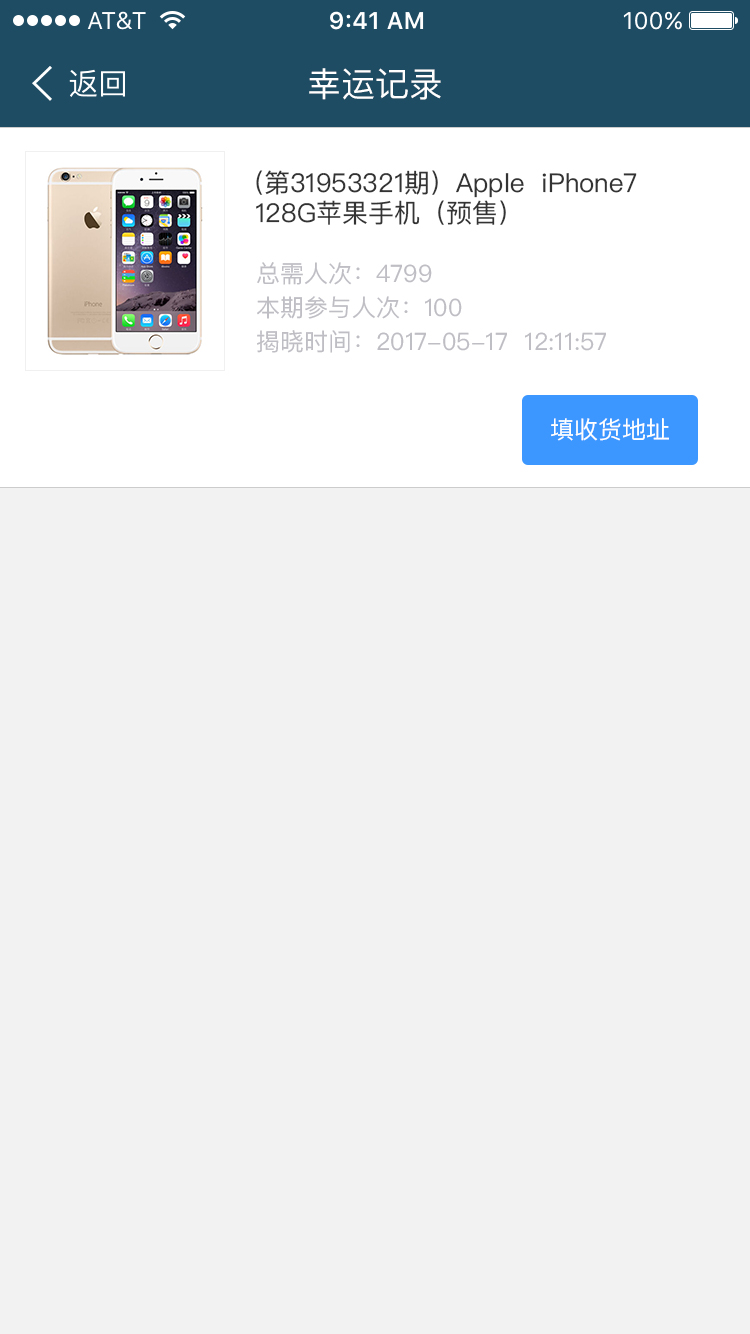 AT&T 9:41 AM 100%
返回 幸运记录
（第31953321期）Apple iPhone7
128G苹果手机（预售）
总需人次：4799
本期参与人次：100
揭晓时间：2017-05-17 12:11:57
iPhone
填收货地址